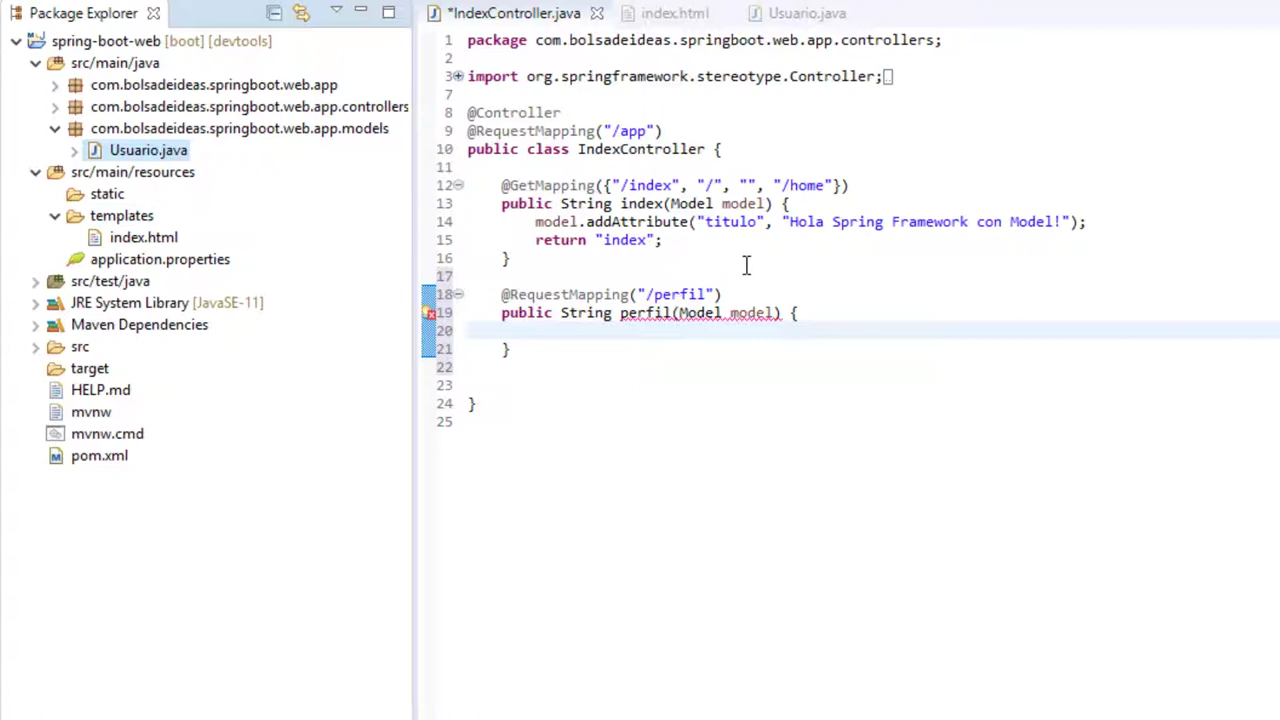 Package Explorer
spring-boot-web [boot] [devtools]
src/main/java
com.bolsadeideas.springboot.web.app
com.bolsadeideas.springboot.web.app.controllers
com.bolsadeideas.springboot.web.app.models
Usuario.java
src/main/resources
static
templates
index.html
application.properties
src/test/java
JRE System Library [JavaSE-11]
Maven Dependencies
src
target
HELP.md
mvnw
mvnw.cmd
pom.xml
*IndexController.java index.html Usuario.java
1 package com.bolsadeideas.springboot.web.app.controllers;
2
3 import org.springframework.stereotype.Controller;
7
8 @Controller
9 @RequestMapping("/app")
10 public class IndexController {
11
12 @GetMapping({"/index", "/", "", "/home"})
13 public String index(Model model) {
14 model.addAttribute("titulo", "Hola Spring Framework con Model!");
15 return "index";
16 }
17
18 @RequestMapping("/perfil")
19 public String perfil(Model model) {
20
21 }
22
23
24 }
25